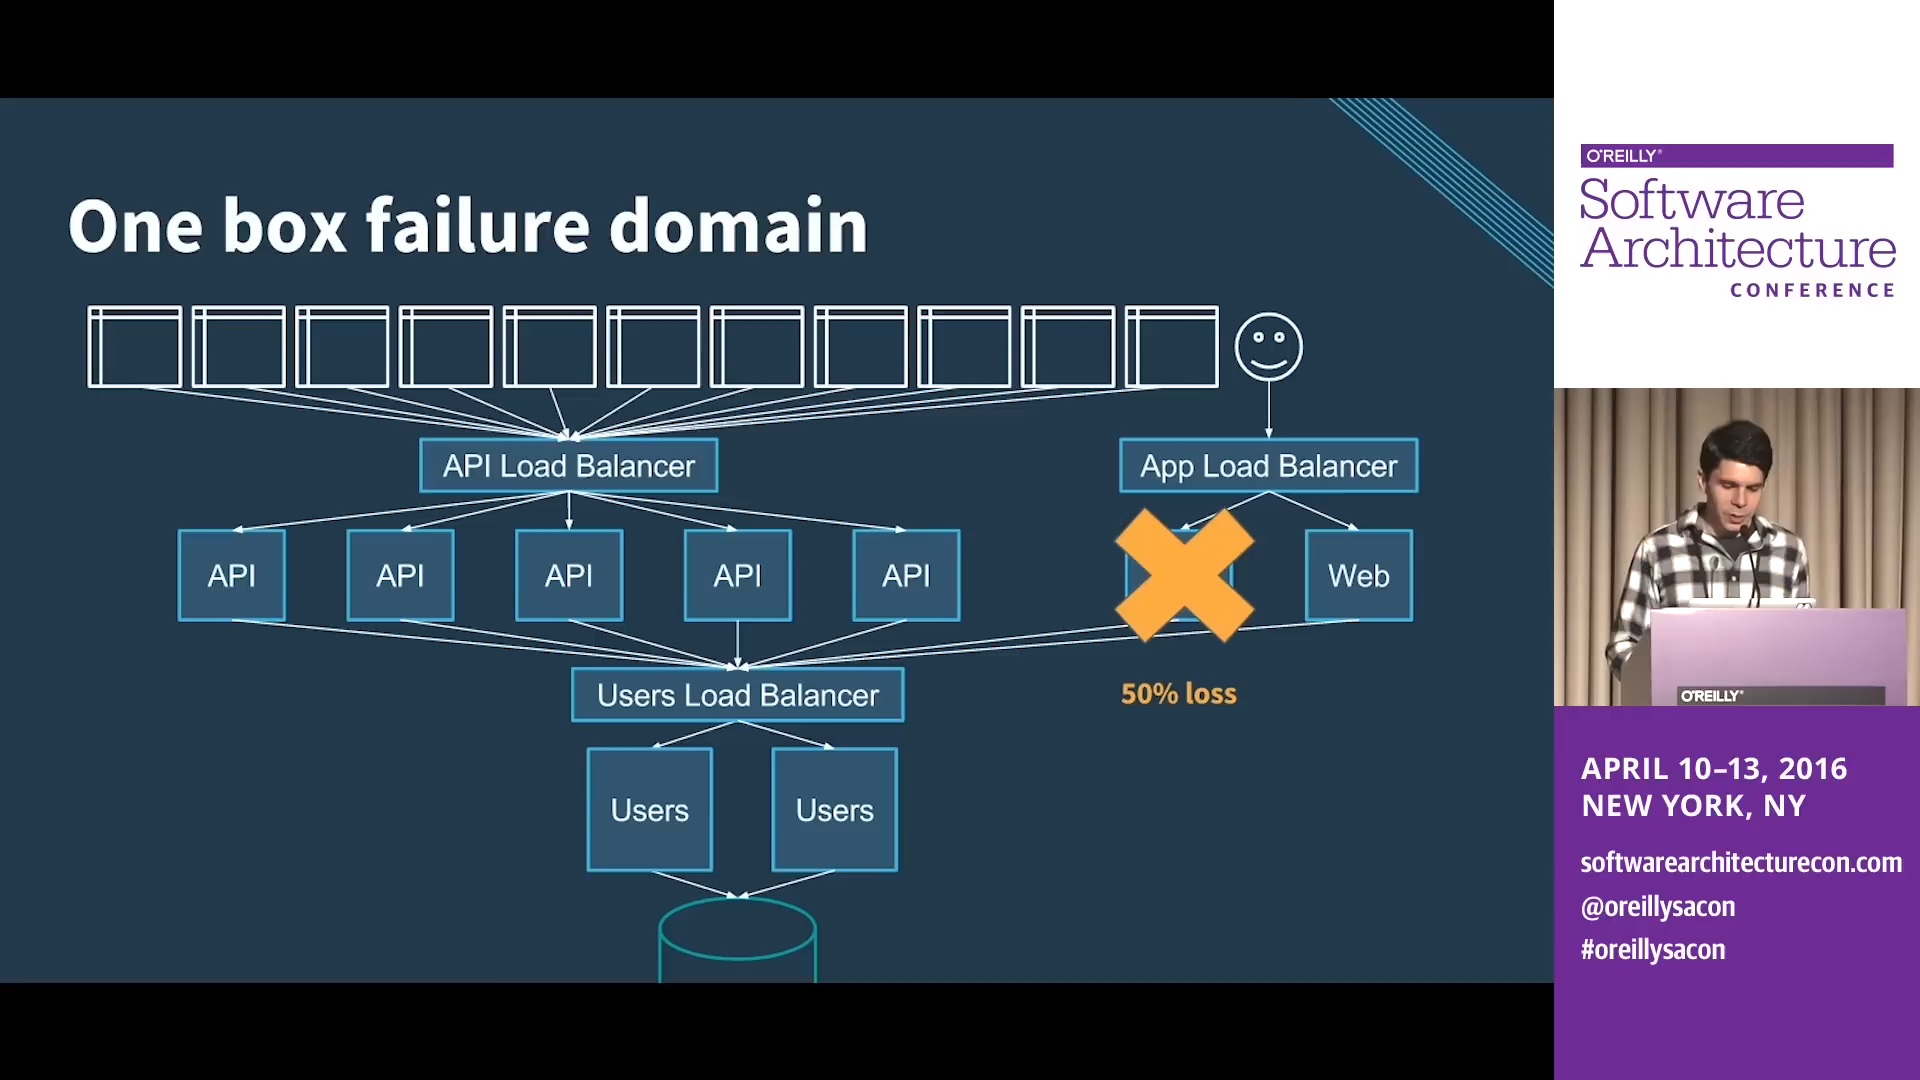 One box failure domain
API Load Balancer
App Load Balancer
API
API
API
API
API
Web
Users Load Balancer
50% loss
Users
Users
O'REILLY®
Software
Architecture
CONFERENCE
O'REILLY®
APRIL 10–13, 2016
NEW YORK, NY
softwarearchitecturecon.com
@oreillysacon
#oreillysacon